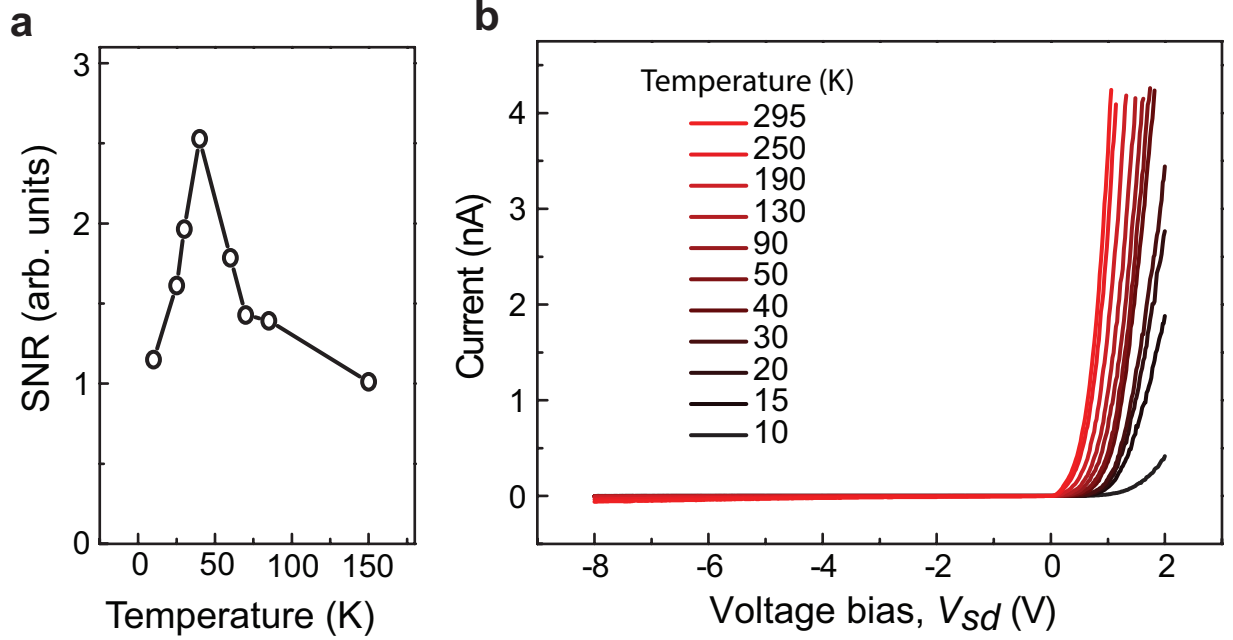 a
SNR (arb. units)
3
2
1
0
0 50 100 150
Temperature (K)
b
Current (nA)
4
3
2
1
0
Temperature (K)
295
250
190
130
90
50
40
30
20
15
10
-8 -6 -4 -2 0 2
Voltage bias, Vsd (V)